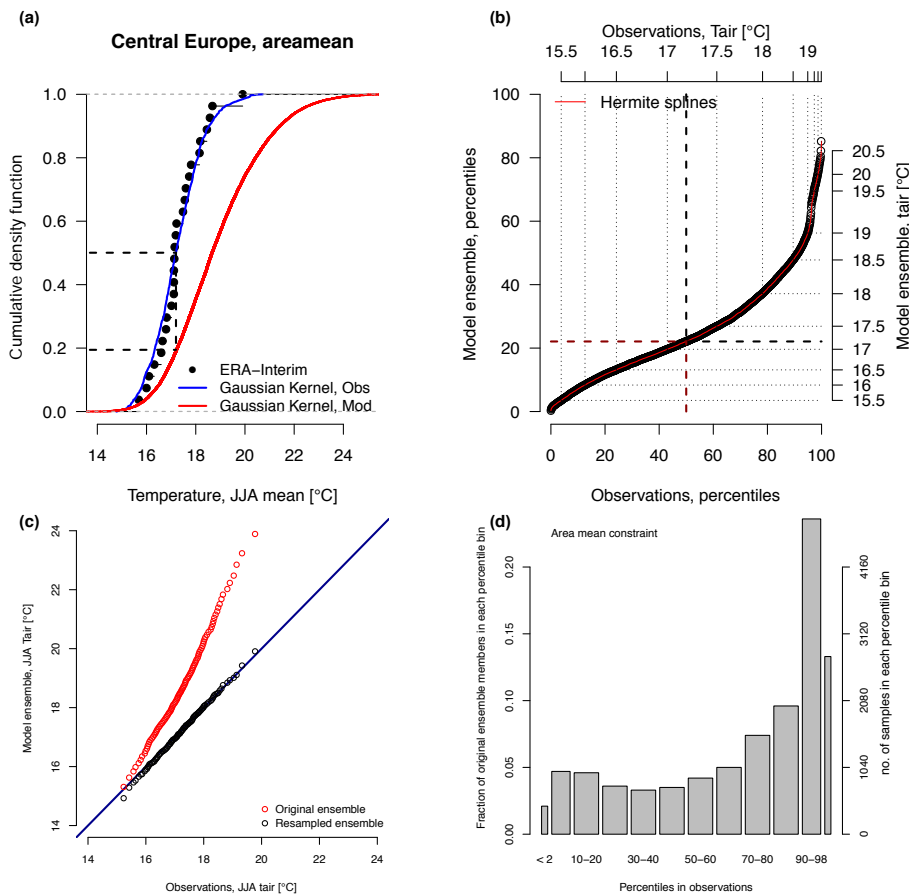 (a)
Central Europe, areamean
Cumulative density function
1.0
0.8
0.6
0.4
0.2
0.0
ERA−Interim
Gaussian Kernel, Obs
Gaussian Kernel, Mod
14 16 18 20 22 24
Temperature, JJA mean [°C]
(b)
Observations, Tair [°C]
15.5 16.5 17 17.5 18 19
Hermite splines
Model ensemble, percentiles
100
80
60
40
20
0
20.5
20
19.5
19
18.5
18
17.5
17
16.5
16
15.5
Model ensemble, tair [°C]
0 20 40 60 80 100
Observations, percentiles
(c)
Model ensemble, JJA Tair [°C]
24
22
20
18
16
14
Original ensemble
Resampled ensemble
14 16 18 20 22 24
Observations, JJA tair [°C]
(d)
Area mean constraint
Fraction of original ensemble members in each percentile bin
0.20
0.15
0.10
0.05
0.00
4160
3120
2080
1040
0
no. of samples in each percentile bin
< 2 10−20 30−40 50−60 70−80 90−98
Percentiles in observations